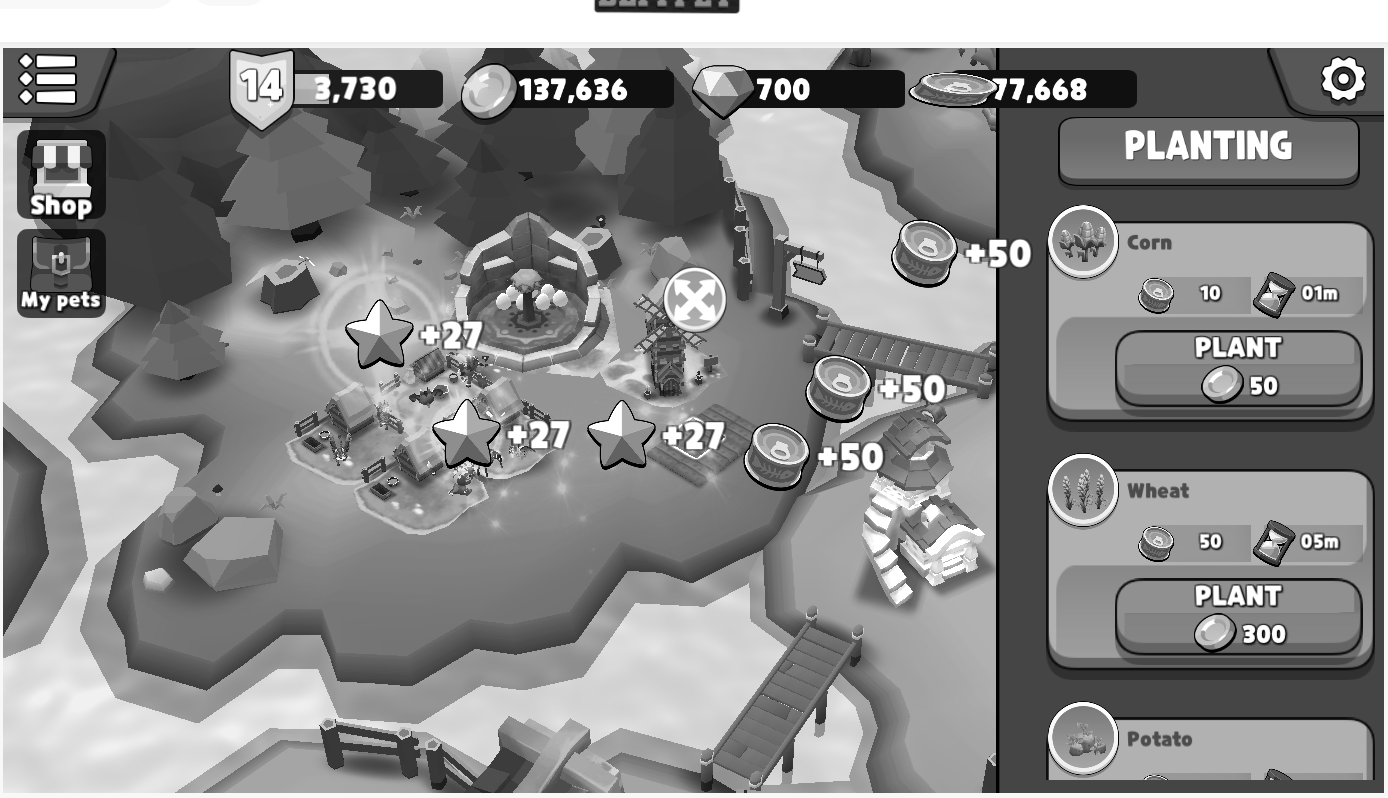 14 3,730 137,636 700 77,668
PLANTING
Shop
My pets
+50
+27
+50
+27
+27
+50
Corn
10 01m
PLANT
50
Wheat
50 05m
PLANT
300
Potato